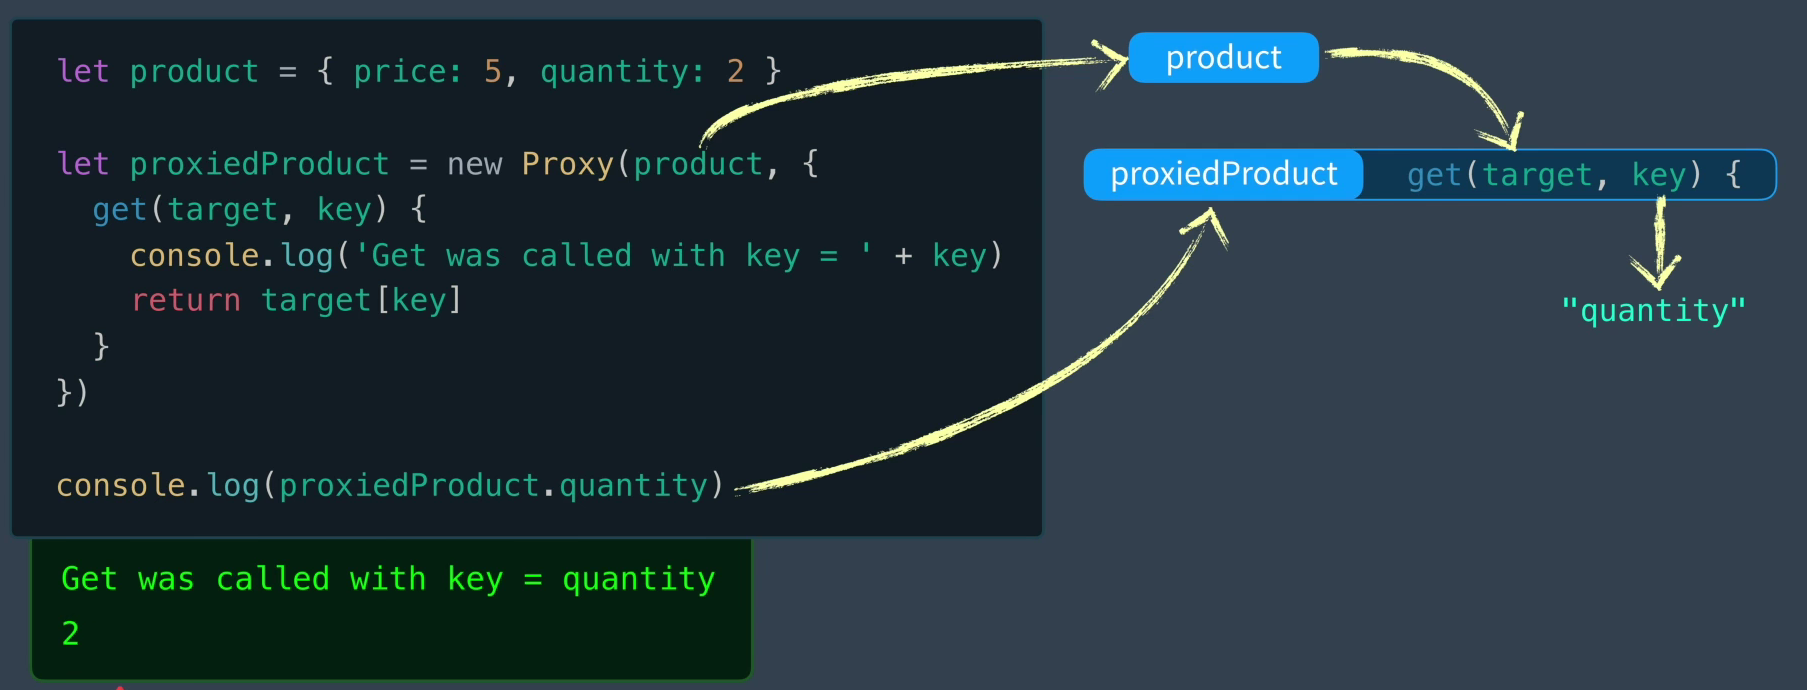 let product = { price: 5, quantity: 2 }
let proxiedProduct = new Proxy(product, {
get(target, key) {
console.log('Get was called with key = ' + key)
return target[key]
}
})
console.log(proxiedProduct.quantity)
Get was called with key = quantity
2
product
proxiedProduct get(target, key) {
"quantity"